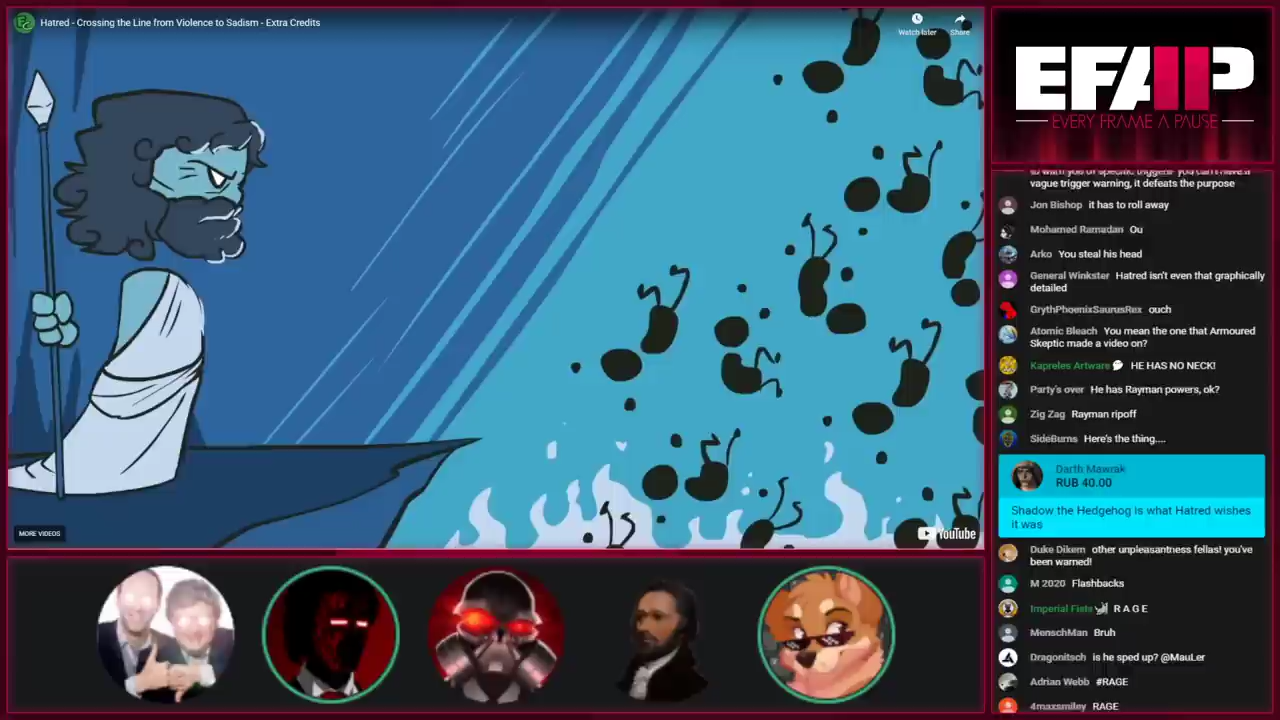 Hatred - Crossing the Line from Violence to Sadism - Extra Credits
Watch later
Share
MORE VIDEOS
YouTube
EFAP
EVERY FRAME A PAUSE
vague trigger warning, it defeats the purpose
Jon Bishop it has to roll away
Mohamed Ramadan Ou
Arko You steal his head
General Winkster Hatred isn't even that graphically
detailed
GrythPhoenixSaurusRex ouch
Atomic Bleach You mean the one that Armoured
Skeptic made a video on?
Kapreles Artware HE HAS NO NECK!
Party's over He has Rayman powers, ok?
Zig Zag Rayman ripoff
SideBurns Here's the thing....
Darth Mawrak
RUB 40.00
Shadow the Hedgehog is what Hatred wishes
it was
Duke Dikem other unpleasantness fellas! you've
been warned!
M 2020 Flashbacks
Imperial Fists R A G E
MenschMan Bruh
Dragonitsch is he sped up? @MauLer
Adrian Webb #RAGE
4maxsmiley RAGE